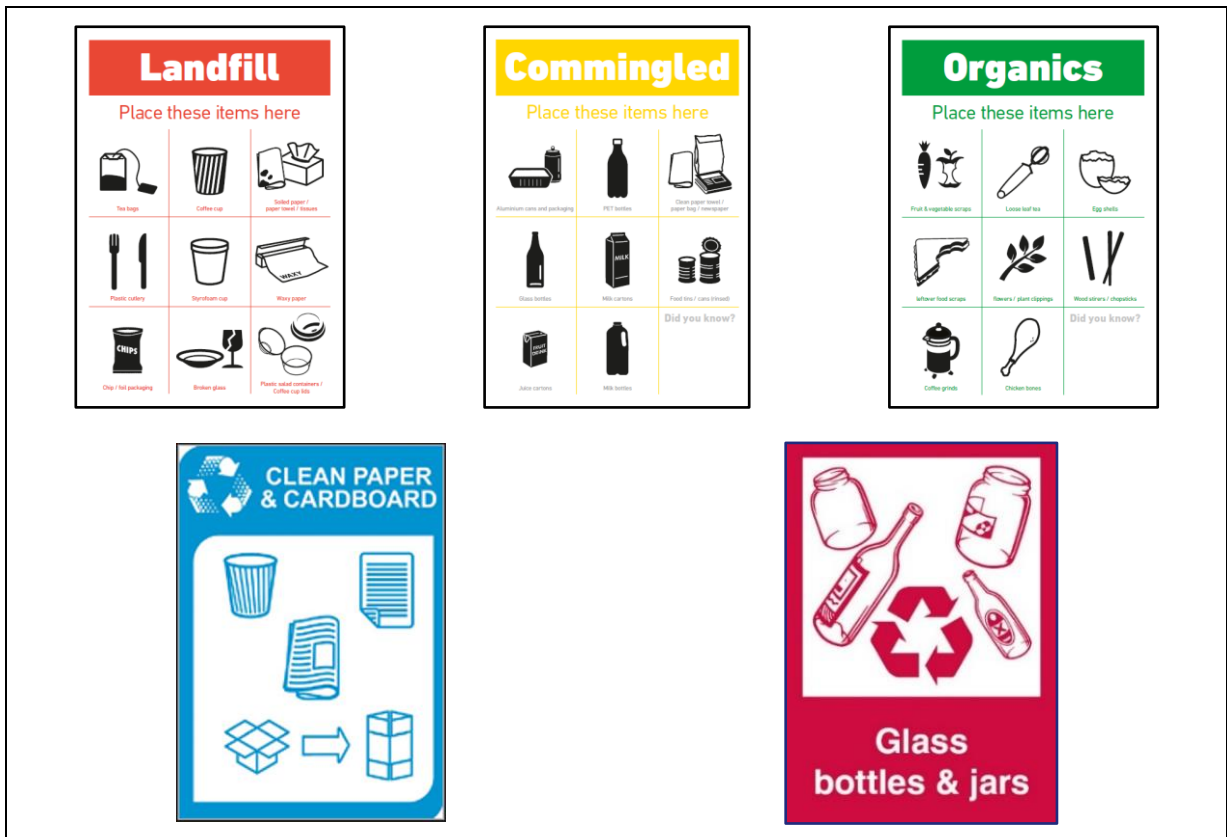 Landfill
Place these items here
Tea bags
Coffee cup
Soiled paper /
paper towel / tissues
Plastic cutlery
Styrofoam cup
WAXY
Waxy paper
CHIPS
Chip / foil packaging
Broken glass
Plastic salad containers /
Coffee cup lids
Commingled
Place these items here
Aluminium cans and packaging
PET bottles
Clean paper towel /
paper bag / newspaper
Glass bottles
MILK
Milk cartons
Food tins / cans (rinsed)
FRUIT
DRINK
Juice cartons
Milk bottles
Did you know?
Organics
Place these items here
Fruit & vegetable scraps
Loose leaf tea
Egg shells
leftover food scraps
flowers / plant clippings
Wood stirers / chopsticks
Coffee grinds
Chicken bones
Did you know?
CLEAN PAPER
& CARDBOARD
Glass
bottles & jars